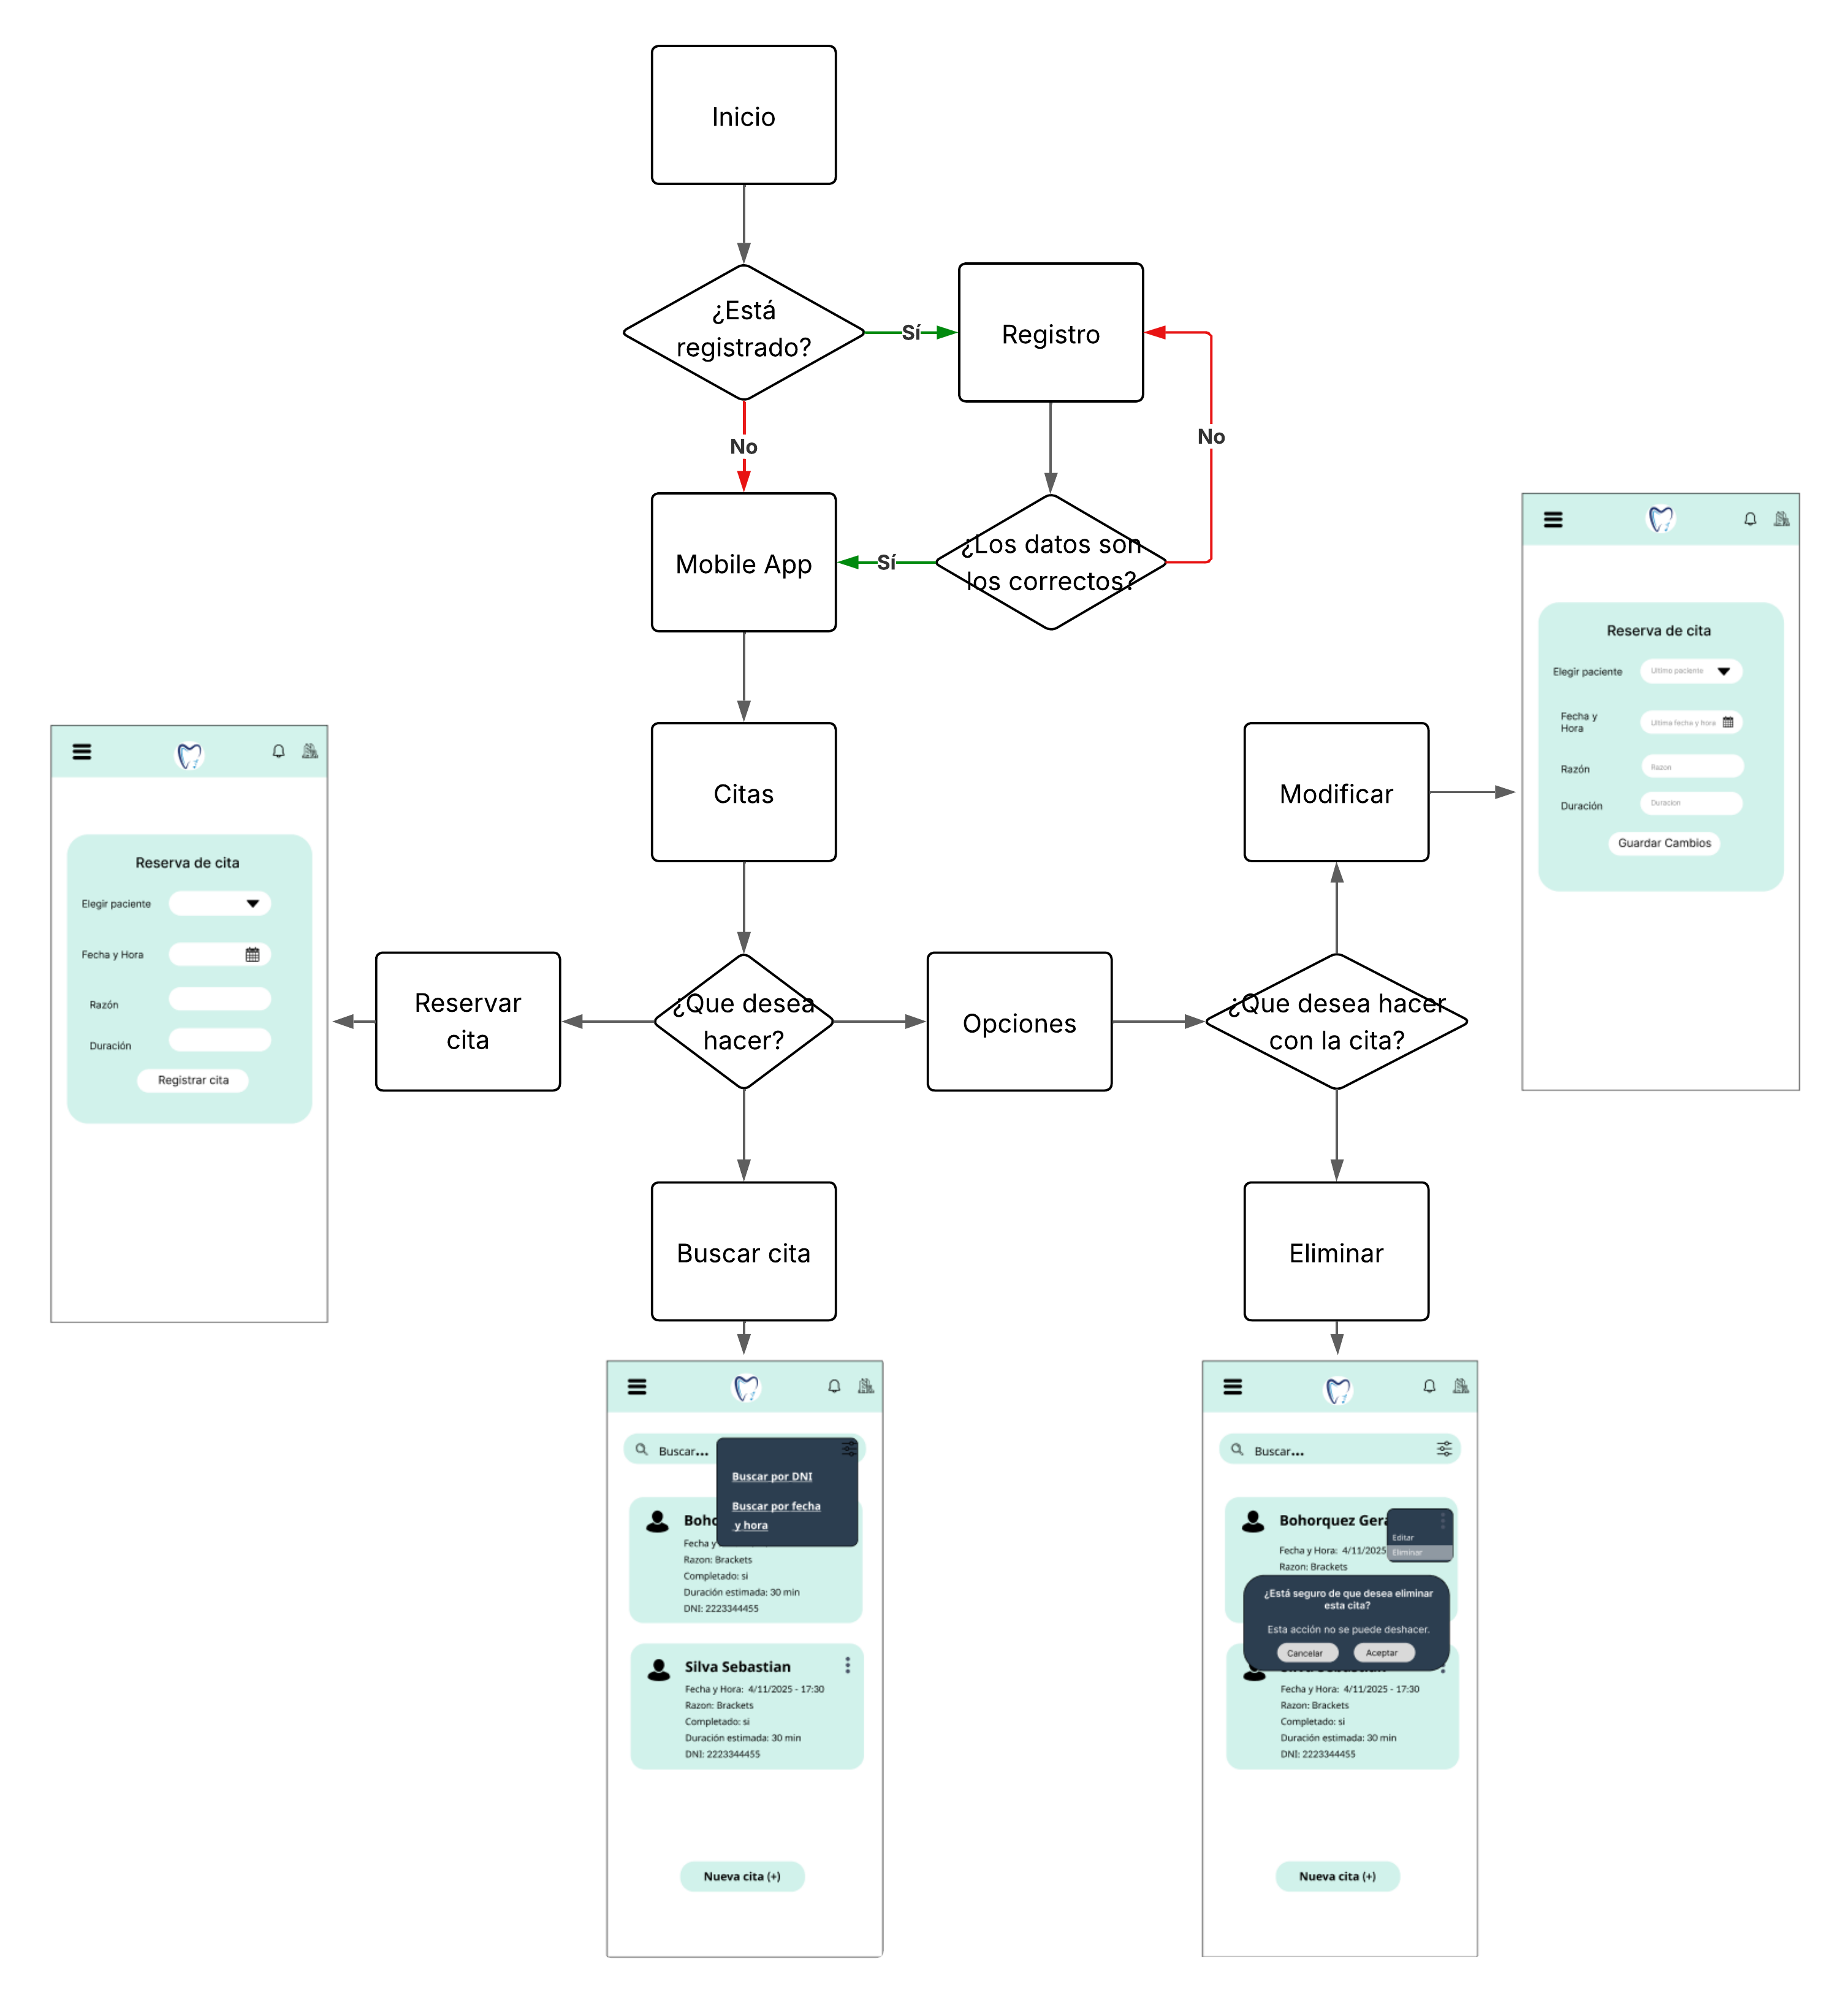 Inicio
¿Está
registrado?
Sí
Registro
No
No
Mobile App
Sí
¿Los datos son
los correctos?
Reserva de cita
Elegir paciente
Ultimo paciente
Fecha y
Hora
Ultima fecha y hora
Razón
Razon
Duración
Duracion
Guardar Cambios
Citas
Modificar
Reserva de cita
Elegir paciente
Fecha y Hora
Razón
Duración
Registrar cita
Reservar
cita
¿Que desea
hacer?
Opciones
¿Que desea hacer
con la cita?
Buscar cita
Eliminar
Buscar...
Buscar por DNI
Buscar por fecha
y hora
Boho
Fecha y
Razon: Brackets
Completado: si
Duración estimada: 30 min
DNI: 2223344455
Silva Sebastian
Fecha y Hora: 4/11/2025 - 17:30
Razon: Brackets
Completado: si
Duración estimada: 30 min
DNI: 2223344455
Nueva cita (+)
Buscar...
Bohorquez Gera
Editar
Eliminar
Fecha y Hora: 4/11/2025
Razon: Brackets
¿Está seguro de que desea eliminar
esta cita?
Esta acción no se puede deshacer.
Cancelar
Aceptar
Fecha y Hora: 4/11/2025 - 17:30
Razon: Brackets
Completado: si
Duración estimada: 30 min
DNI: 2223344455
Nueva cita (+)